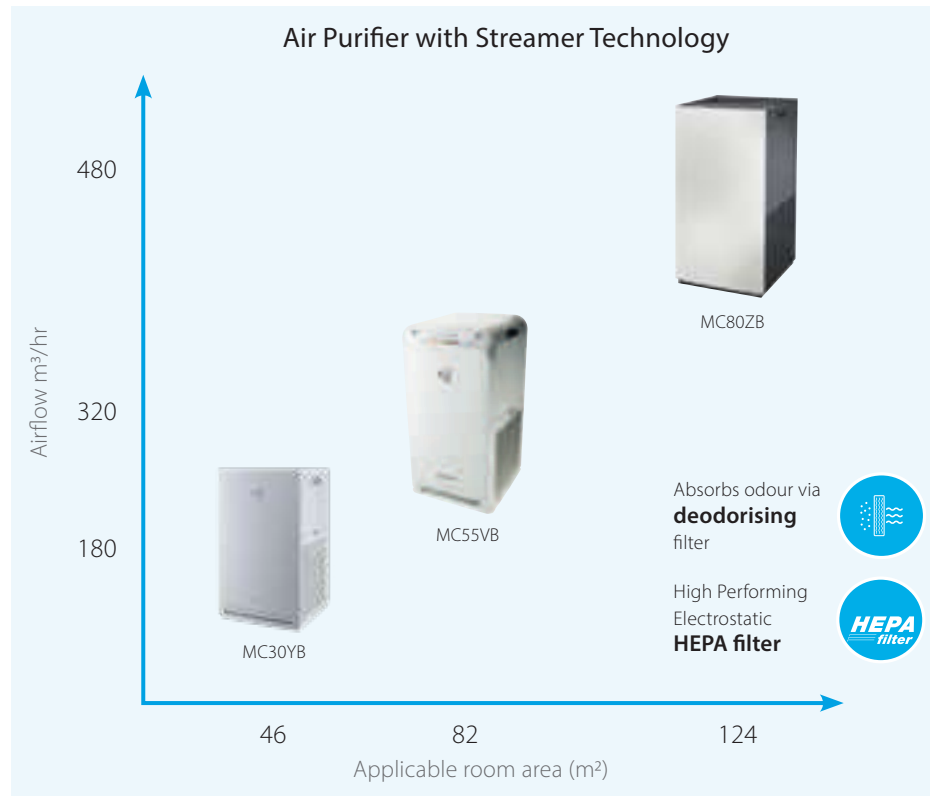 Air Purifier with Streamer Technology
Airflow m³/hr
480
320
180
MC80ZB
MC55VB
MC30YB
Absorbs odour via
deodorising
filter
High Performing
Electrostatic
HEPA filter
HEPA
filter
46
82
124
Applicable room area (m²)